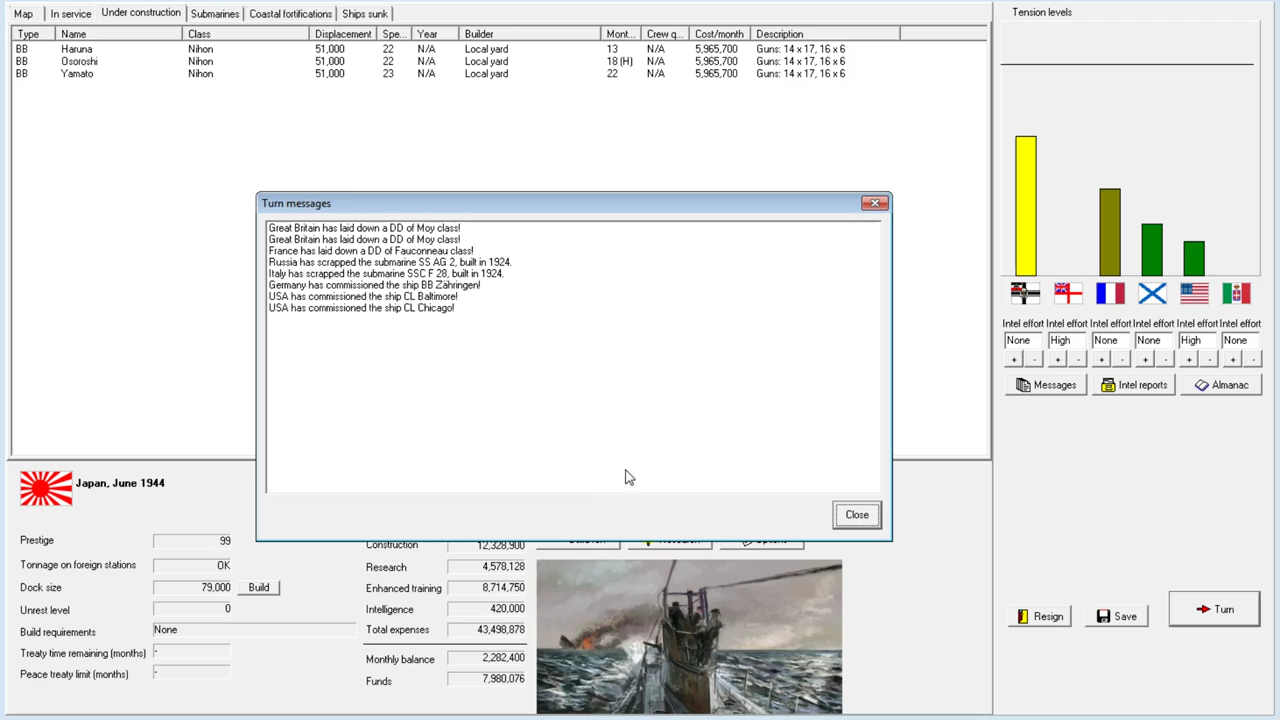 Map In service Under construction Submarines Coastal fortifications Ships sunk
Type Name Class Displacement Spe... Year Builder Mont... Crew q... Cost/month Description
BB Haruna Nihon 51,000 22 N/A Local yard 13 N/A 5,965,700 Guns: 14 x 17, 16 x 6
BB Osoroshi Nihon 51,000 22 N/A Local yard 18 (H) N/A 5,965,700 Guns: 14 x 17, 16 x 6
BB Yamato Nihon 51,000 23 N/A Local yard 22 N/A 5,965,700 Guns: 14 x 17, 16 x 6
Turn messages
Great Britain has laid down a DD of Moy class!
Great Britain has laid down a DD of Moy class!
France has laid down a DD of Fauconneau class!
Russia has scrapped the submarine SS AG 2, built in 1924.
Italy has scrapped the submarine SSC F 28, built in 1924.
Germany has commissioned the ship BB Zähringen!
USA has commissioned the ship CL Baltimore!
USA has commissioned the ship CL Chicago!
Close
Japan, June 1944
Prestige 99
Tonnage on foreign stations OK
Dock size 79,000 Build
Unrest level 0
Build requirements None
Treaty time remaining (months) -
Peace treaty limit (months) -
Construction 12,328,900
Research 4,578,128
Enhanced training 8,714,750
Intelligence 420,000
Total expenses 43,498,878
Monthly balance 2,282,400
Funds 7,980,076
Tension levels
Intel effort Intel effort Intel effort Intel effort Intel effort Intel effort
None High None None High None
+ - + - + - + - + - + -
Messages Intel reports Almanac
Resign Save Turn